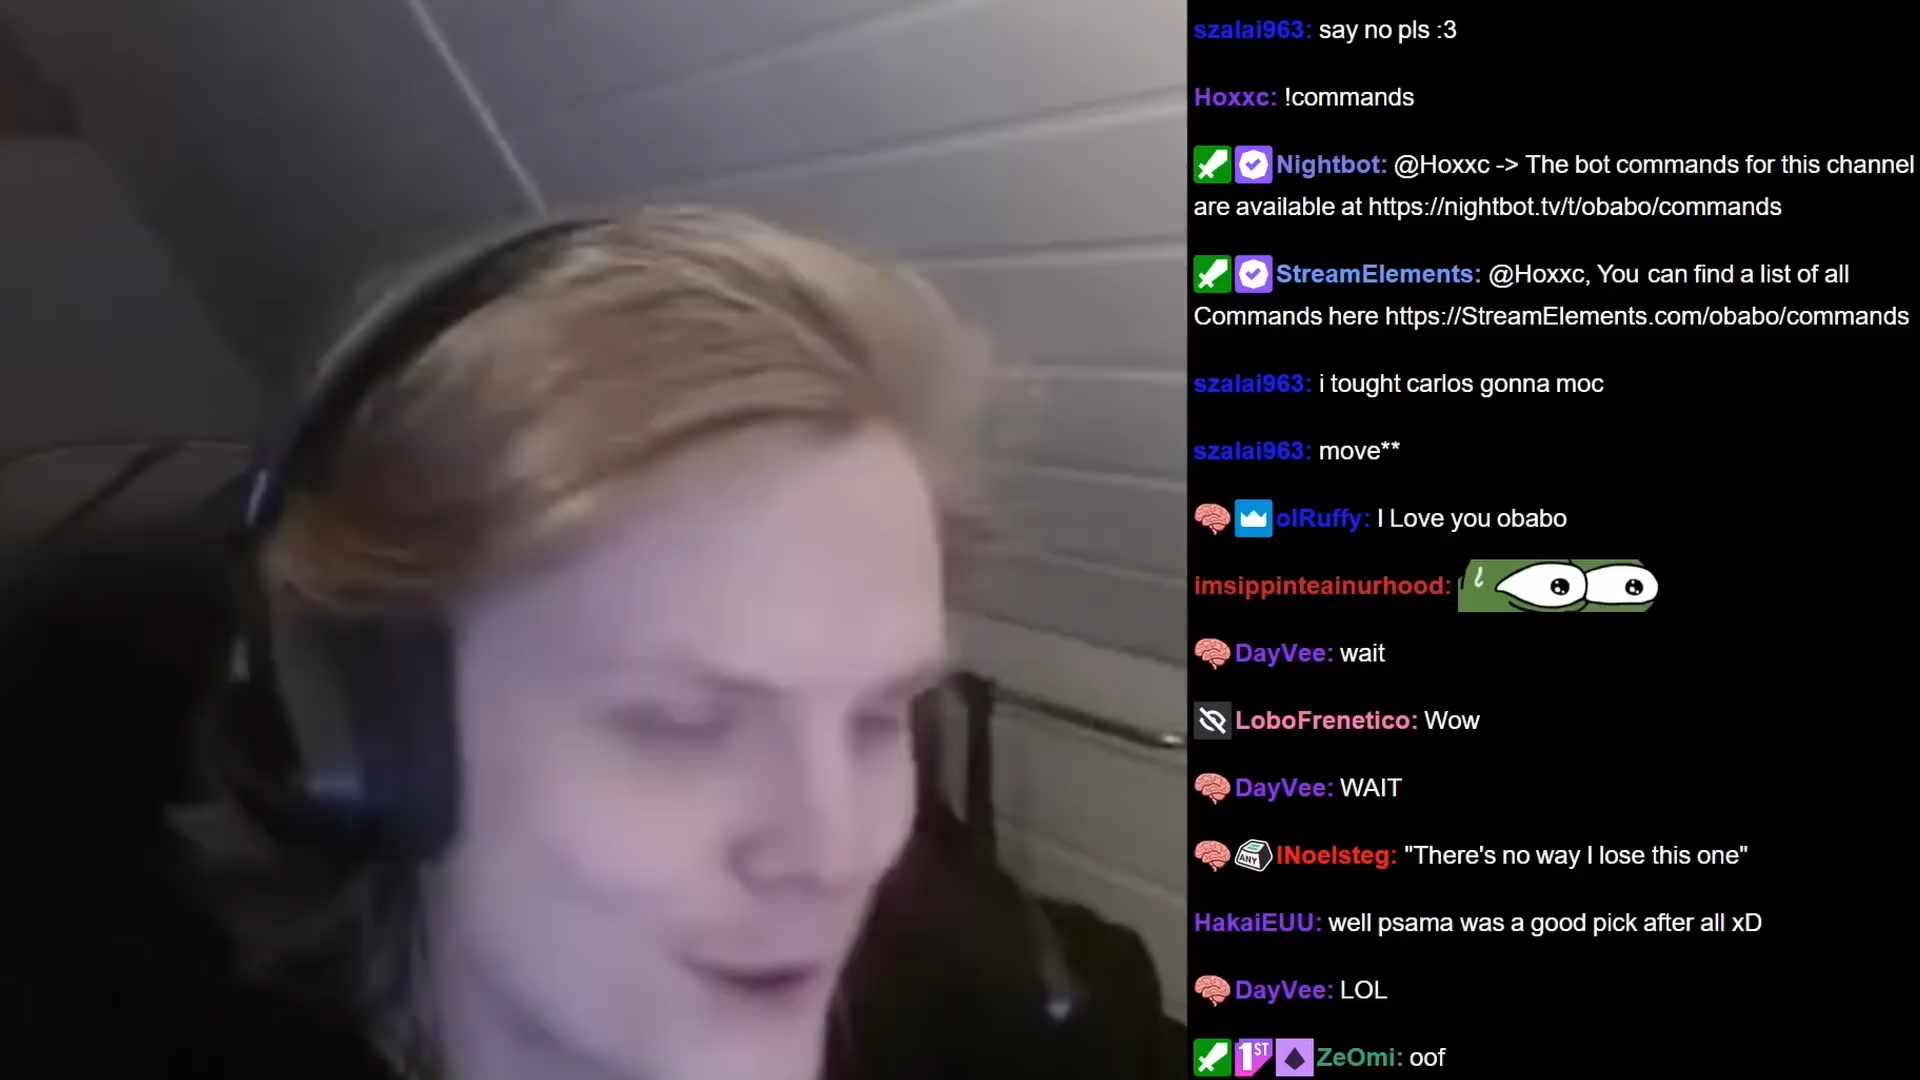 szalai963: say no pls :3
Hoxxc: !commands
Nightbot: @Hoxxc -> The bot commands for this channel
are available at https://nightbot.tv/t/obabo/commands
StreamElements: @Hoxxc, You can find a list of all
Commands here https://StreamElements.com/obabo/commands
szalai963: i tought carlos gonna moc
szalai963: move**
olRuffy: I Love you obabo
imsippinteainurhood:
DayVee: wait
LoboFrenetico: Wow
DayVee: WAIT
ANY INoelsteg: "There's no way I lose this one"
HakaiEUU: well psama was a good pick after all xD
DayVee: LOL
1ST ZeOmi: oof